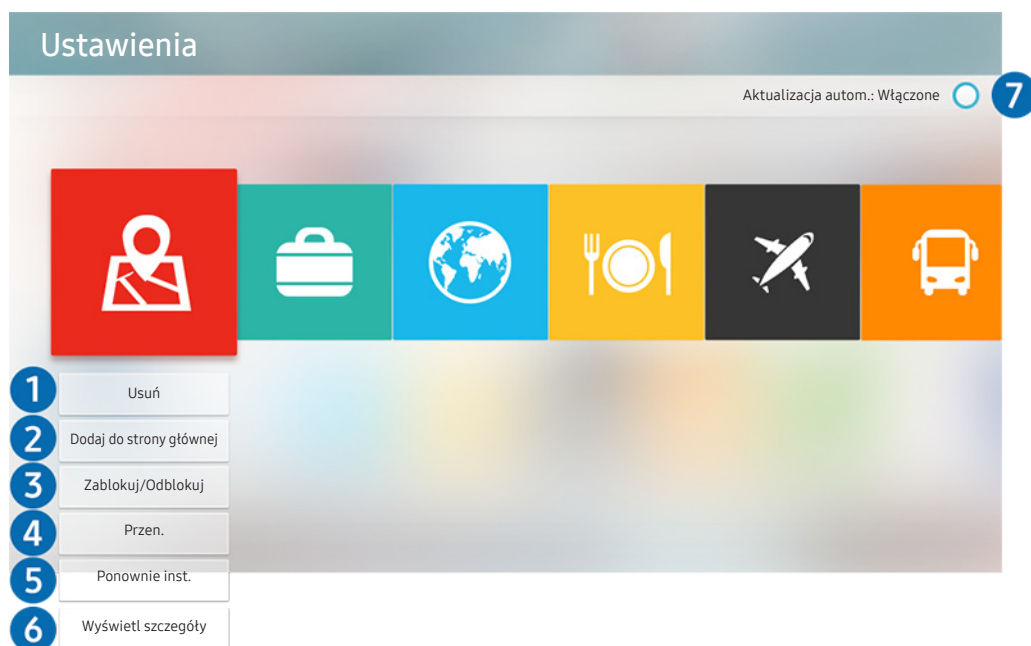 Ustawienia
Aktualizacja autom.: Włączone
7
1
Usuń
2
Dodaj do strony głównej
3
Zablokuj/Odblokuj
4
Przen.
5
Ponownie inst.
6
Wyświetl szczegóły